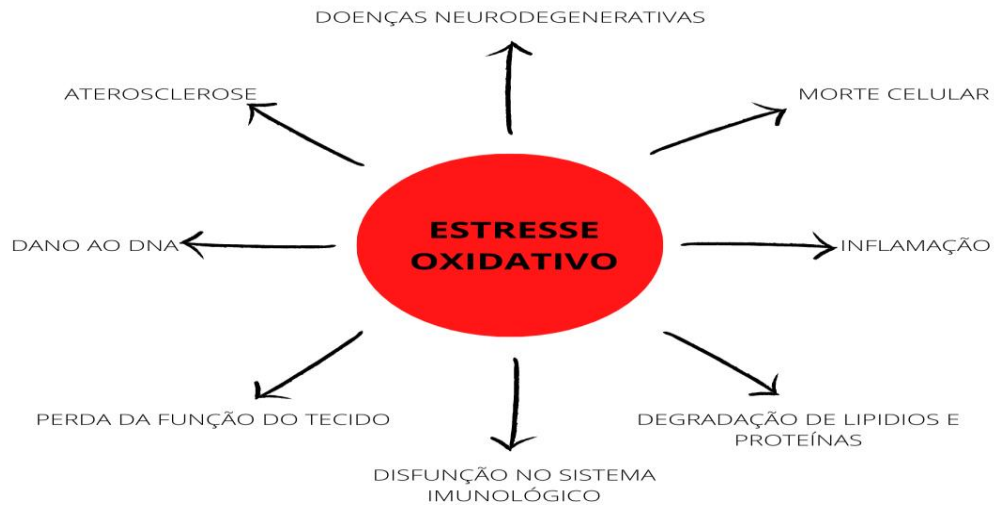 DOENÇAS NEURODEGENERATIVAS
ATEROSCLEROSE
MORTE CELULAR
ESTRESSE
OXIDATIVO
DANO AO DNA
INFLAMAÇÃO
PERDA DA FUNÇÃO DO TECIDO
DEGRADAÇÃO DE LIPIDIOS E
PROTEÍNAS
DISFUNÇÃO NO SISTEMA
IMUNOLÓGICO